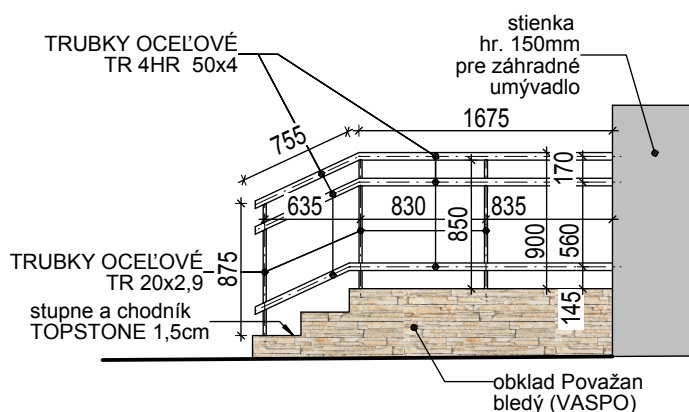 TRUBKY OCEĽOVÉ
TR 4HR 50x4
stienka
hr. 150mm
pre záhradné
umývadlo
1675
755
170
635
830
835
850
900
560
875
145
TRUBKY OCEĽOVÉ
TR 20x2,9
stupne a chodník
TOPSTONE 1,5cm
obklad Považan
bledý (VASPO)